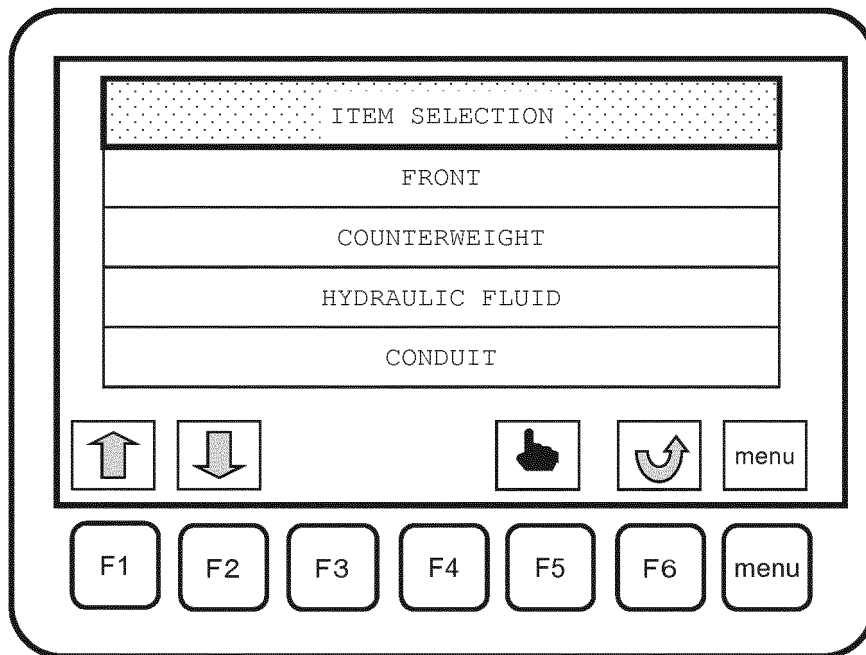 ITEM SELECTION
FRONT
COUNTERWEIGHT
HYDRAULIC FLUID
CONDUIT
menu
F1 F2 F3 F4 F5 F6 menu